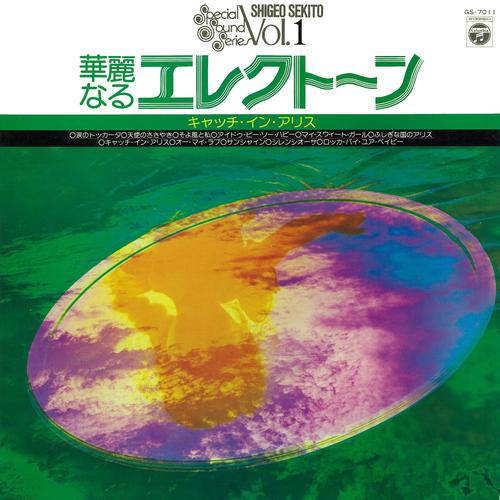 Special Sound Series
SHIGEO SEKITO
Vol.1
GS-7011
Columbia
華麗なる
エレクトーン
キャッチ・イン・アリス
○涙のトッカータ○天使のささやき○そよ風と私○アイドゥ・ビー・ソー・ハピー○マイ・スウィート・ガール○ふしぎな国のアリス
○キャッチ・イン・アリス○オー・マイ・ラブ○サンシャイン○シレンシオーサ○ロッカ・バイ・ユア・ベイビー